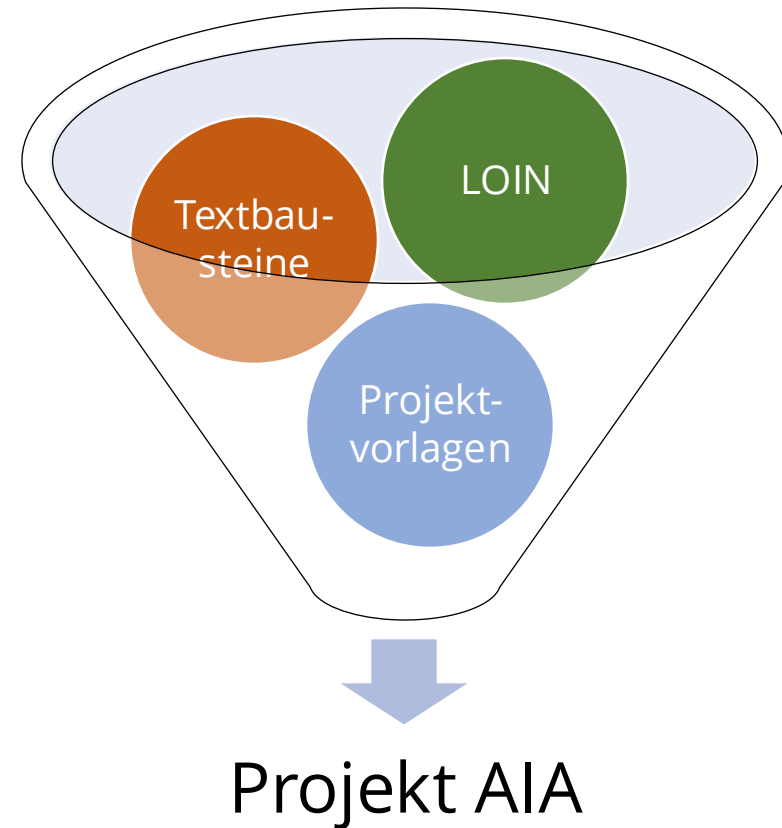 Textbau-
steine
LOIN
Projekt-
vorlagen
Projekt AIA